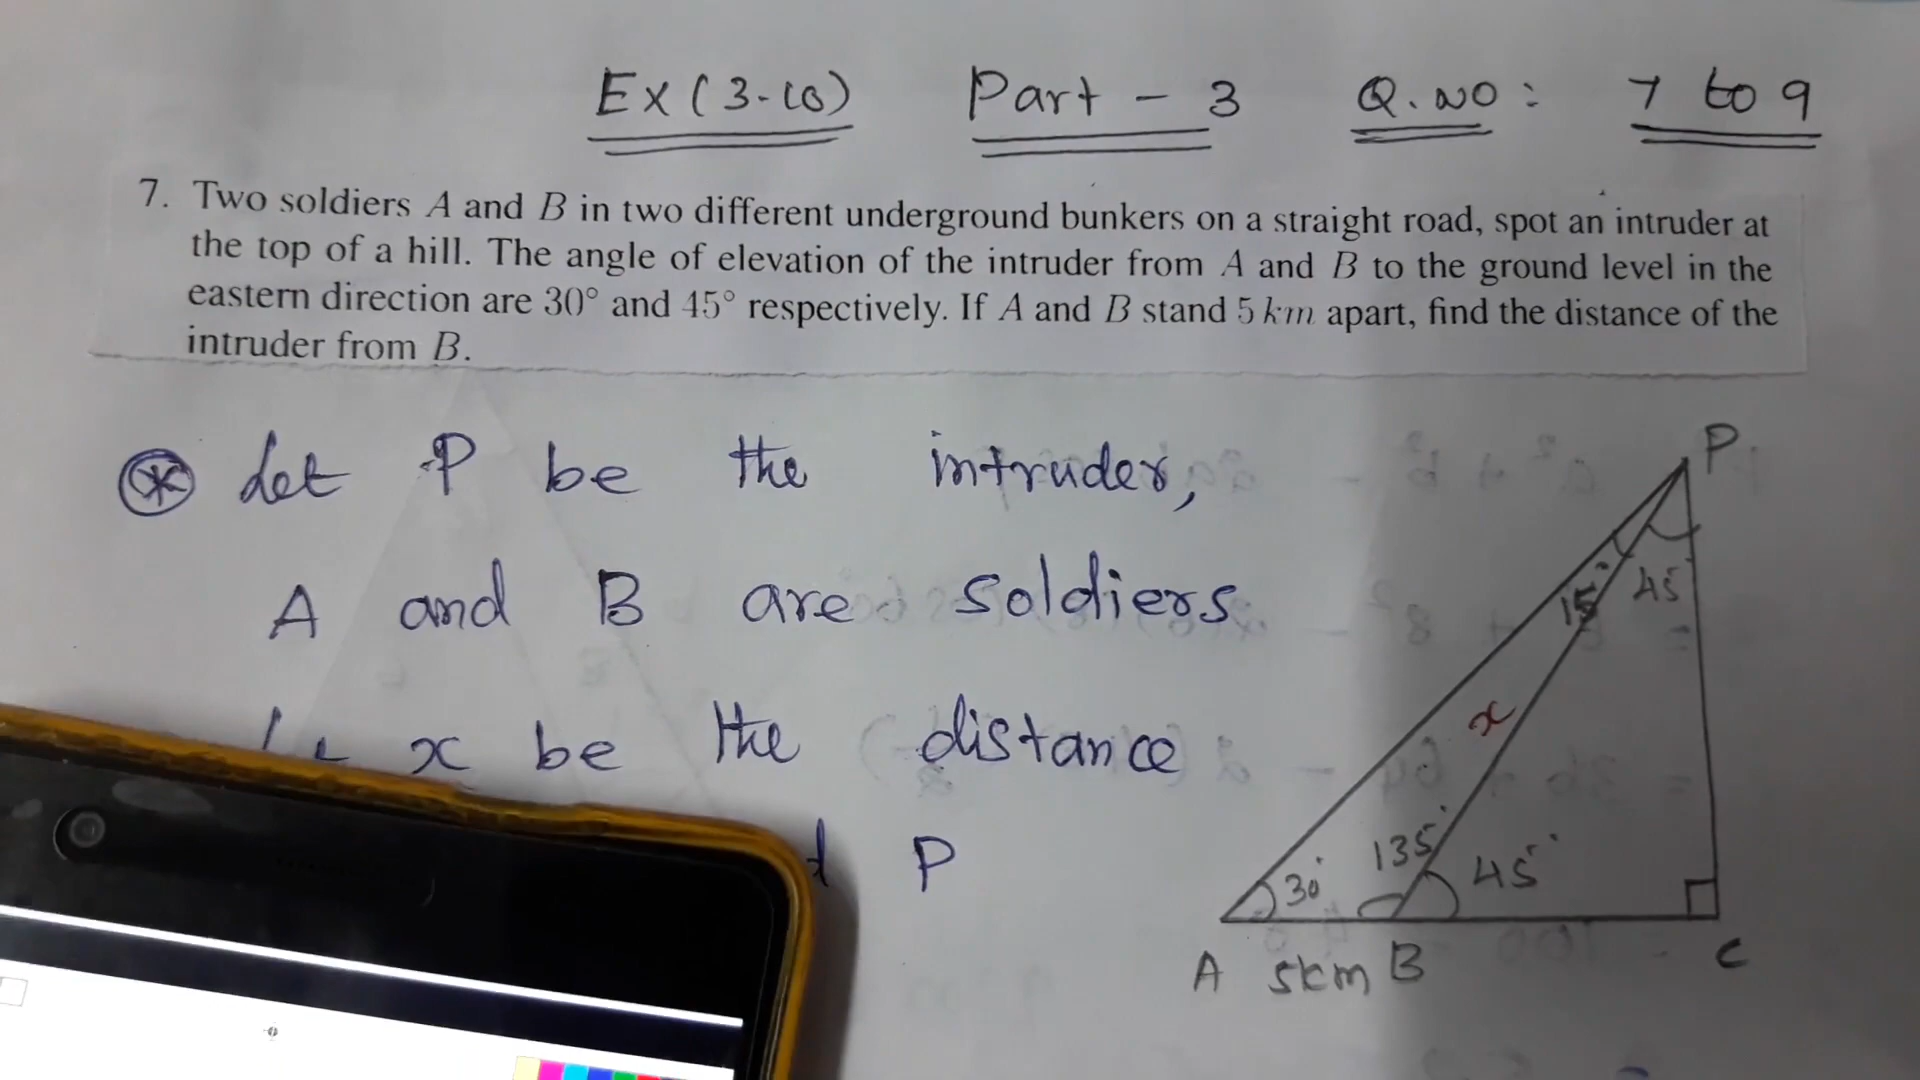 Ex (3.10) Part - 3 Q. NO: 7 to 9
7. Two soldiers A and B in two different underground bunkers on a straight road, spot an intruder at
the top of a hill. The angle of elevation of the intruder from A and B to the ground level in the
eastern direction are 30° and 45° respectively. If A and B stand 5 km apart, find the distance of the
intruder from B.
Let P be the intruder,
A and B are soldiers
x be the distance
P
P
15° 45
x
30° 135° 45°
A 5km B C